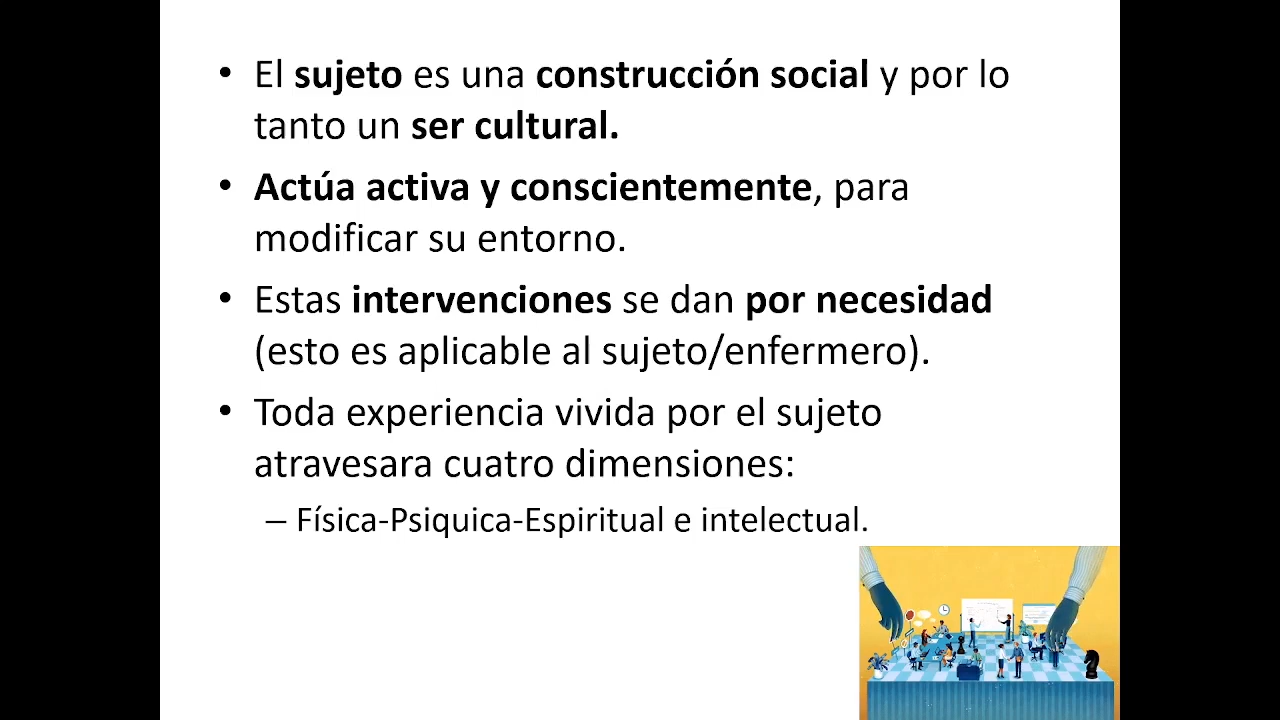 • El sujeto es una construcción social y por lo
tanto un ser cultural.
• Actúa activa y conscientemente, para
modificar su entorno.
• Estas intervenciones se dan por necesidad
(esto es aplicable al sujeto/enfermero).
• Toda experiencia vivida por el sujeto
atravesara cuatro dimensiones:
– Física-Psiquica-Espiritual e intelectual.